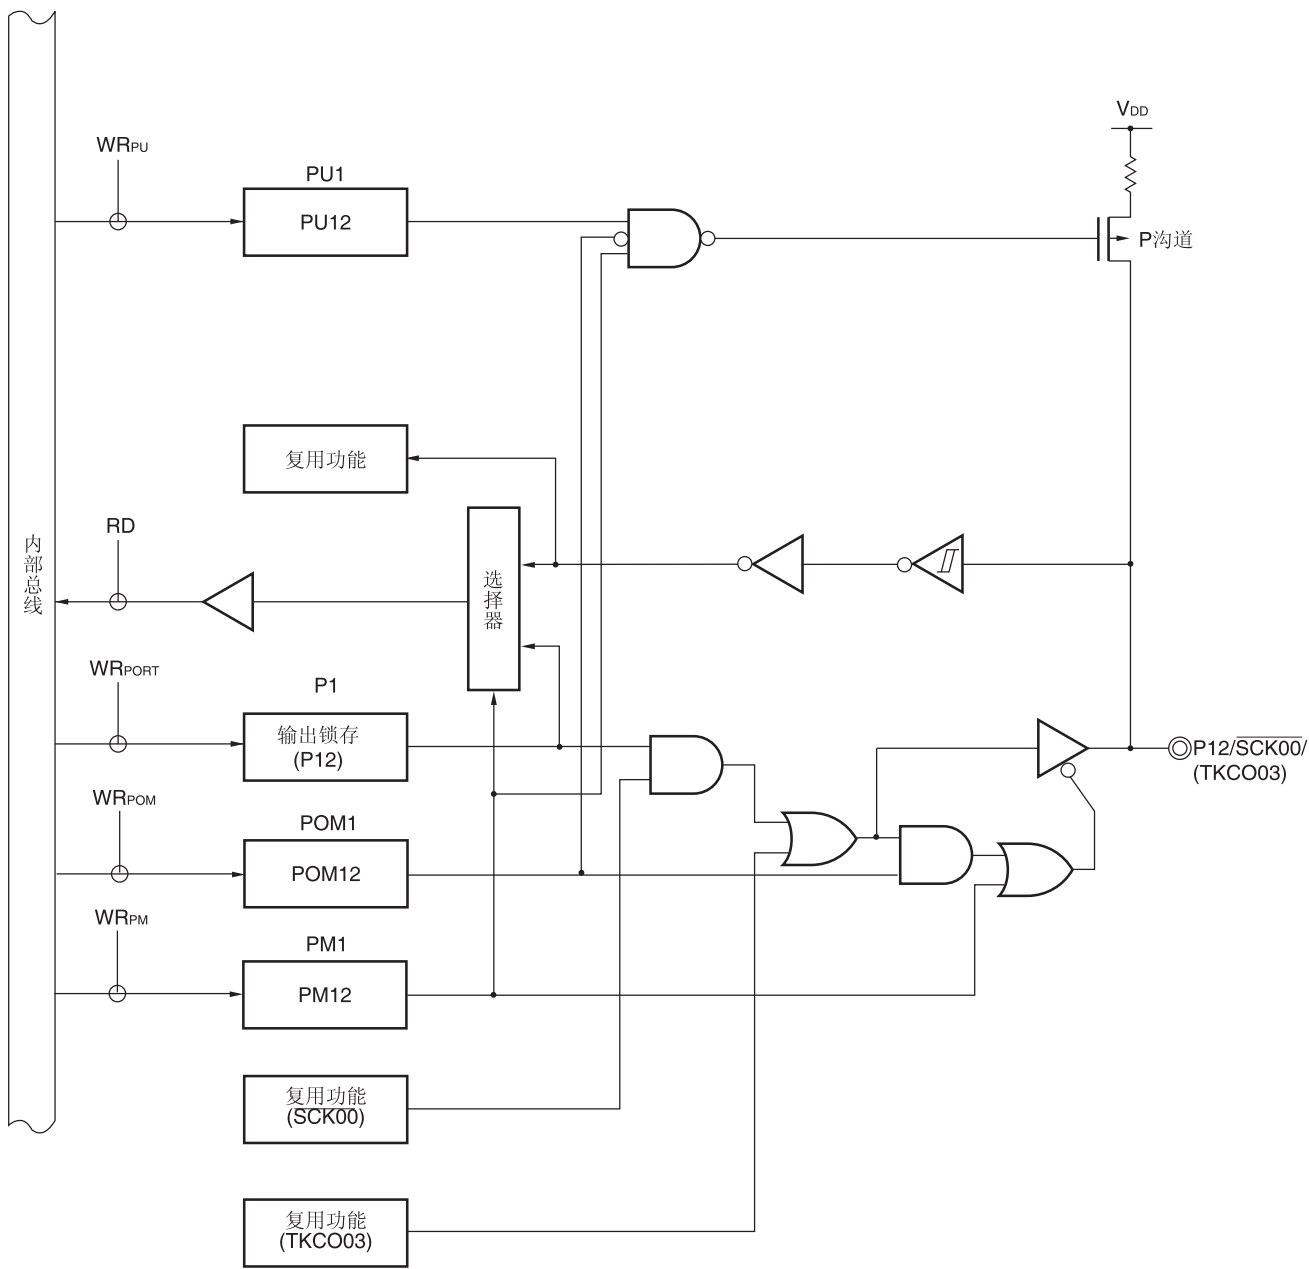 VDD
WRPU
PU1
PU12
P沟道
复用功能
RD
内部总线
选择器
WRPORT
P1
输出锁存
(P12)
P12/SCK00/
(TKCO03)
WRPOM
POM1
POM12
WRPM
PM1
PM12
复用功能
(SCK00)
复用功能
(TKCO03)